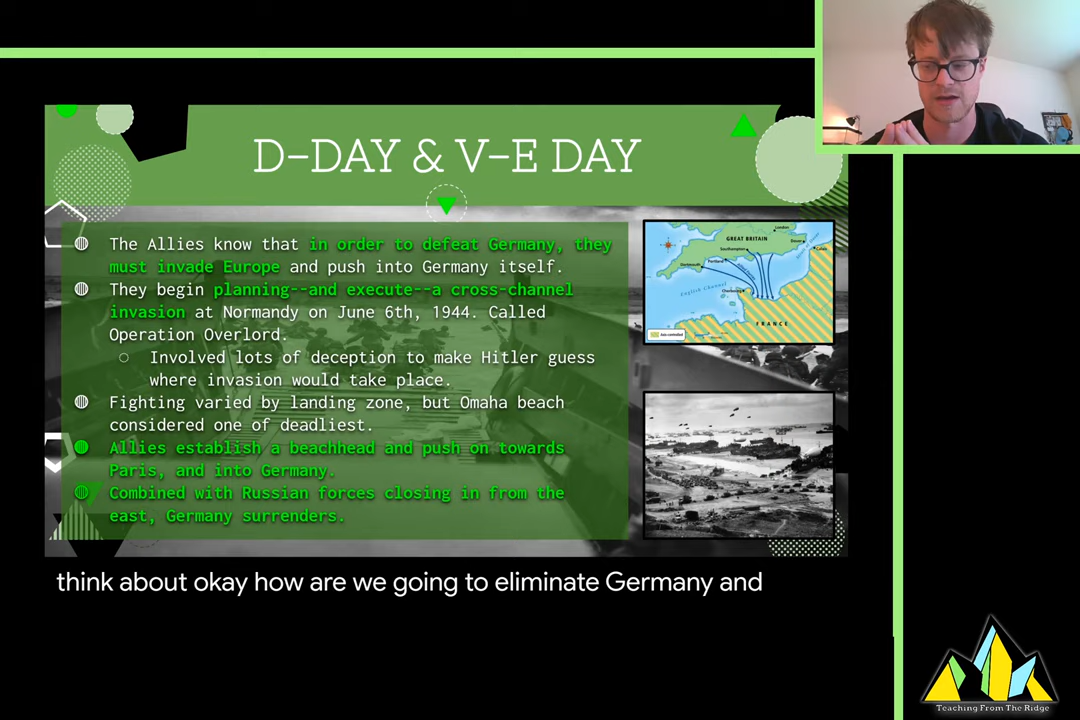 D-DAY & V-E DAY
The Allies know that in order to defeat Germany, they
must invade Europe and push into Germany itself.
They begin planning--and execute--a cross-channel
invasion at Normandy on June 6th, 1944. Called
Operation Overlord.
Involved lots of deception to make Hitler guess
where invasion would take place.
Fighting varied by landing zone, but Omaha beach
considered one of deadliest.
Allies establish a beachhead and push on towards
Paris, and into Germany.
Combined with Russian forces closing in from the
east, Germany surrenders.
London
GREAT BRITAIN
Dover
Southampton
Calais
Portland
Dartmouth
English Channel
Cherbourg
FRANCE
Axis-controlled
think about okay how are we going to eliminate Germany and
Teaching From The Ridge